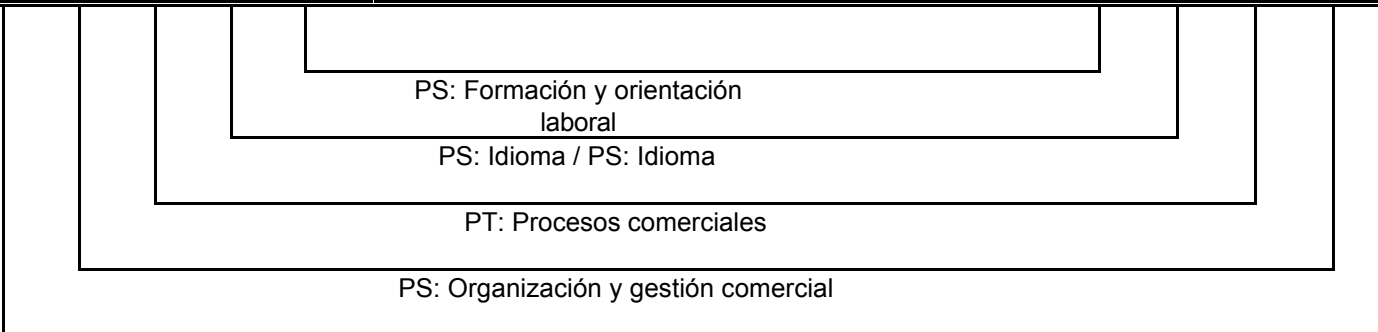 PS: Formación y orientación
laboral
PS: Idioma / PS: Idioma
PT: Procesos comerciales
PS: Organización y gestión comercial